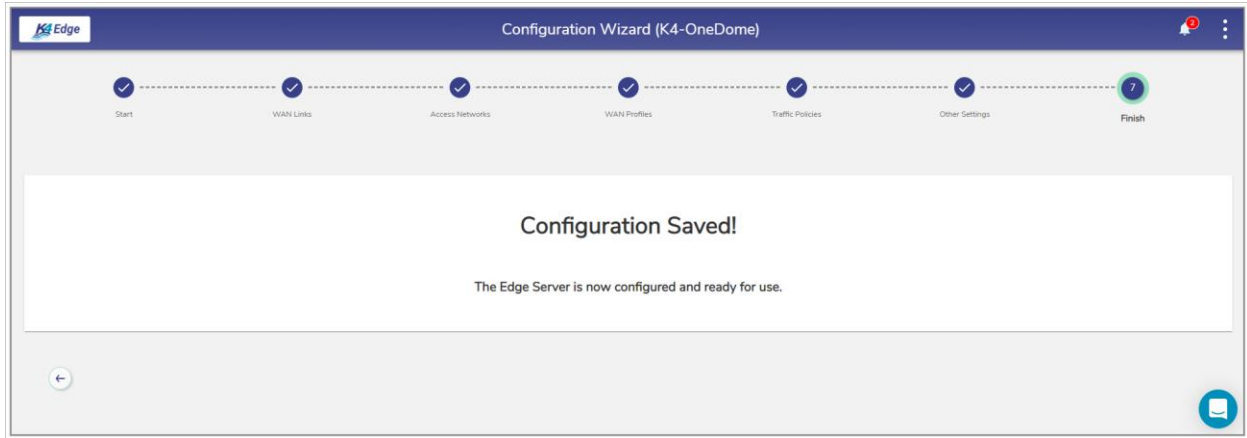 K4 Edge
Configuration Wizard (K4-OneDome)
2
7
Start
WAN Links
Access Networks
WAN Profiles
Traffic Policies
Other Settings
Finish
Configuration Saved!
The Edge Server is now configured and ready for use.